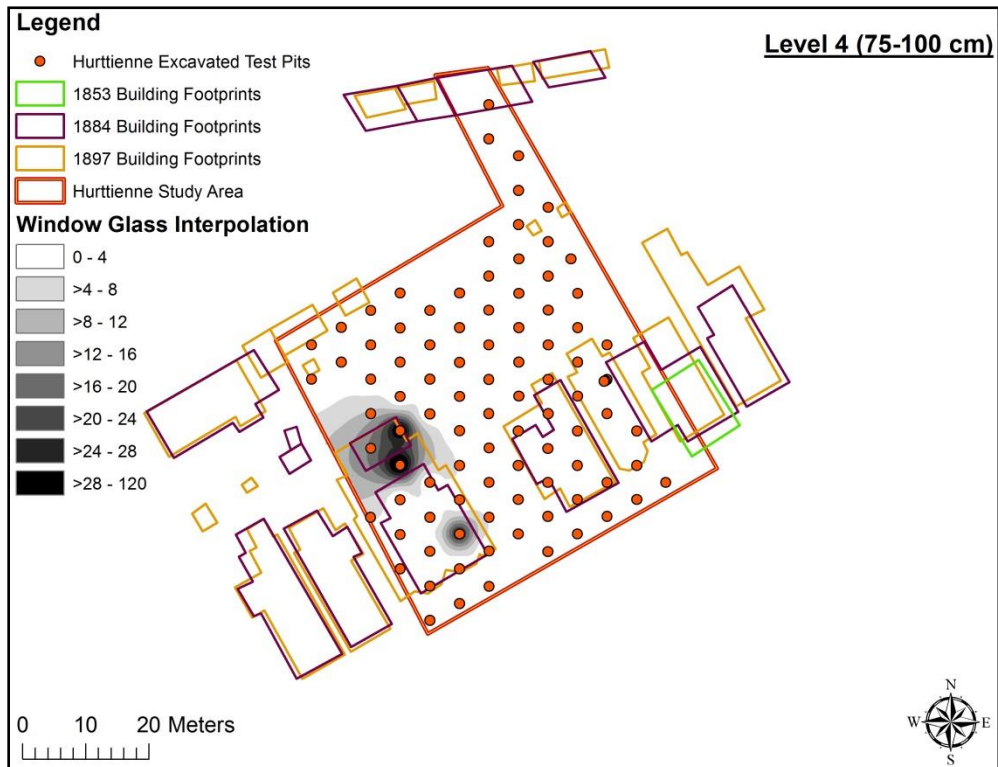 Legend
Level 4 (75-100 cm)
Hurttienne Excavated Test Pits
1853 Building Footprints
1884 Building Footprints
1897 Building Footprints
Hurttienne Study Area
Window Glass Interpolation
0 - 4
>4 - 8
>8 - 12
>12 - 16
>16 - 20
>20 - 24
>24 - 28
>28 - 120
0 10 20 Meters
N
W E
S